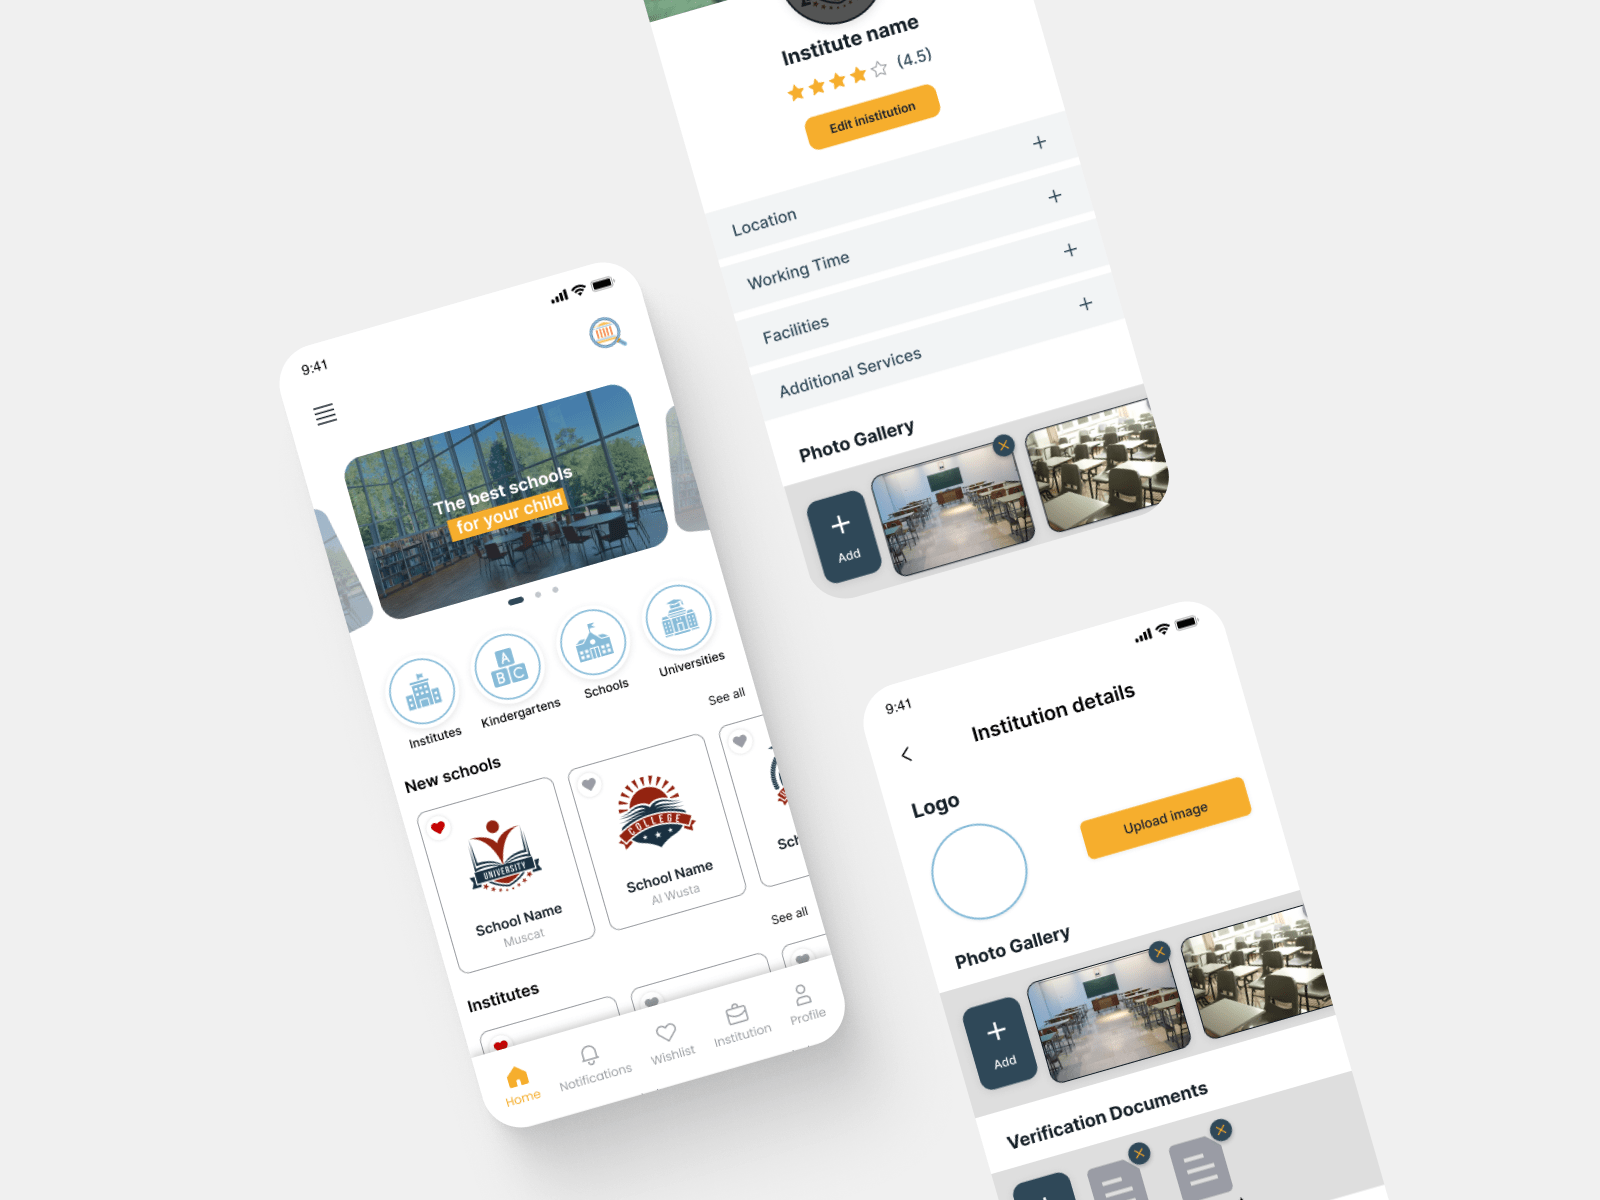 Institute name
(4.5)
Edit inistitution
Location
Working Time
Facilities
Additional Services
Photo Gallery
Add
9:41
The best schools
for your child
Institutes
Kindergartens
Schools
Universities
New schools
See all
UNIVERSITY
School Name
Muscat
COLLEGE
School Name
Al Wusta
Sch
Institutes
See all
Home
Notifications
Wishlist
Institution
Profile
9:41
Institution details
Logo
Upload image
Photo Gallery
Add
Verification Documents
A
B
C